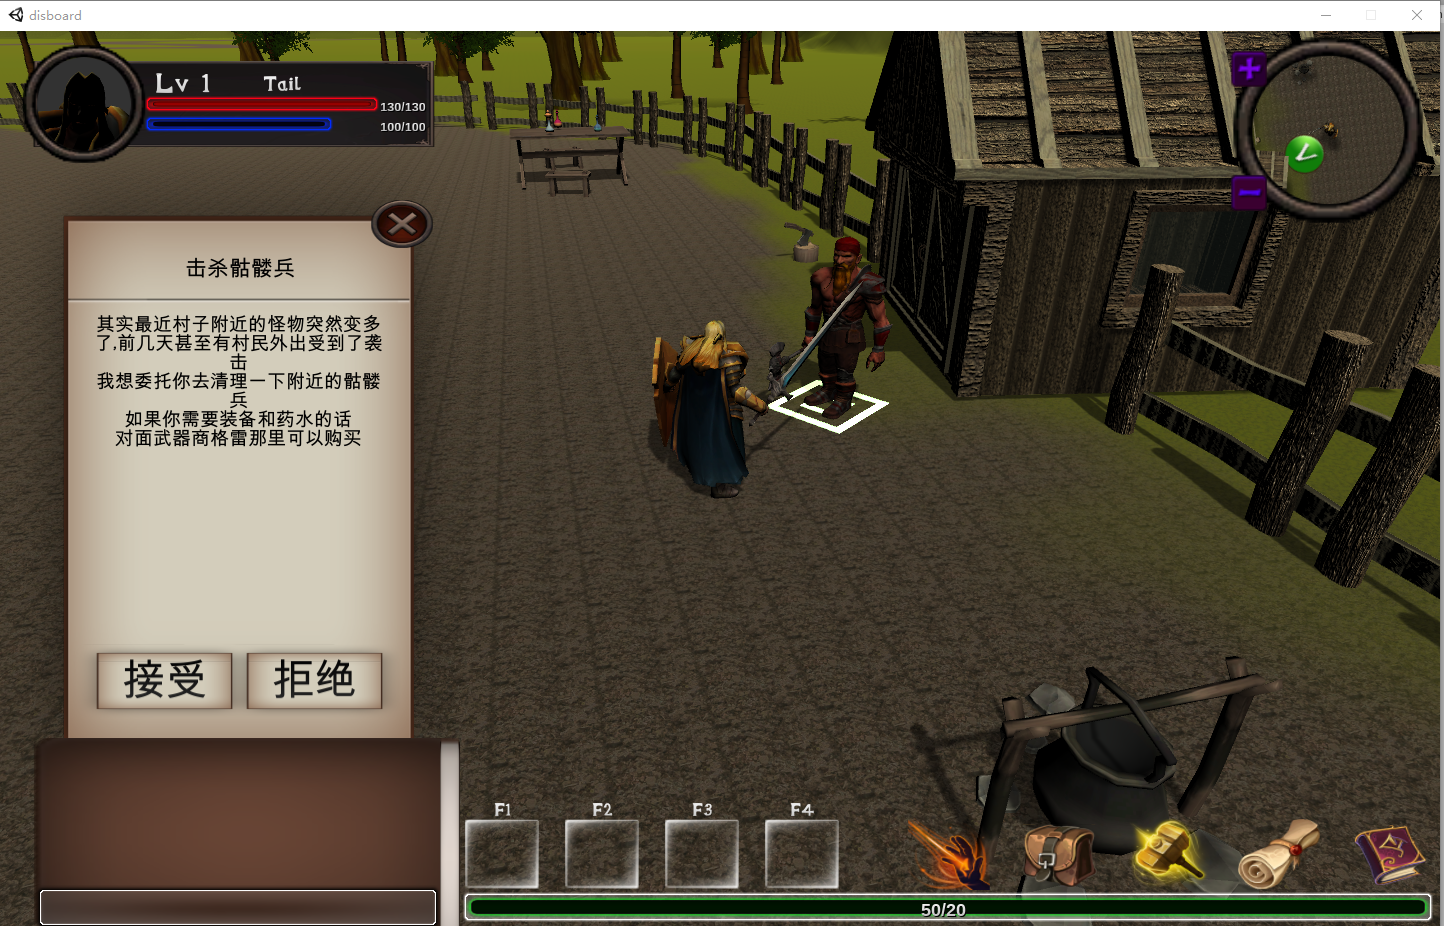 disboard
Lv 1 Tail
130/130
100/100
击杀骷髅兵
其实最近村子附近的怪物突然变多
了,前几天甚至有村民外出受到了袭
击
我想委托你去清理一下附近的骷髅
兵
如果你需要装备和药水的话
对面武器商格雷那里可以购买
接受 拒绝
F1 F2 F3 F4
50/20